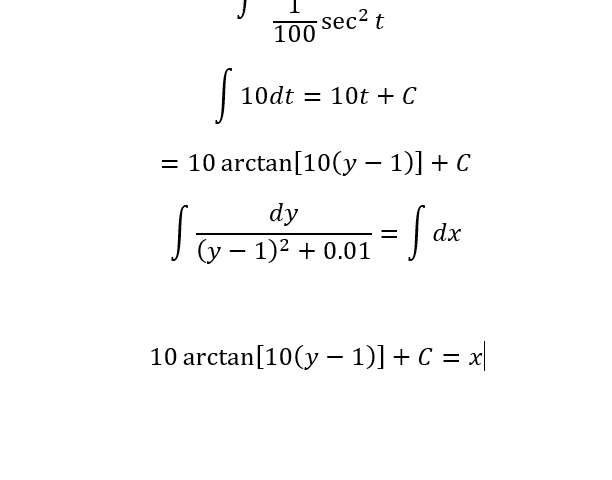 ∫ 1/100 sec² t
∫ 10dt = 10t + C
= 10 arctan[10(y − 1)] + C
∫ dy/((y − 1)² + 0.01) = ∫ dx
10 arctan[10(y − 1)] + C = x